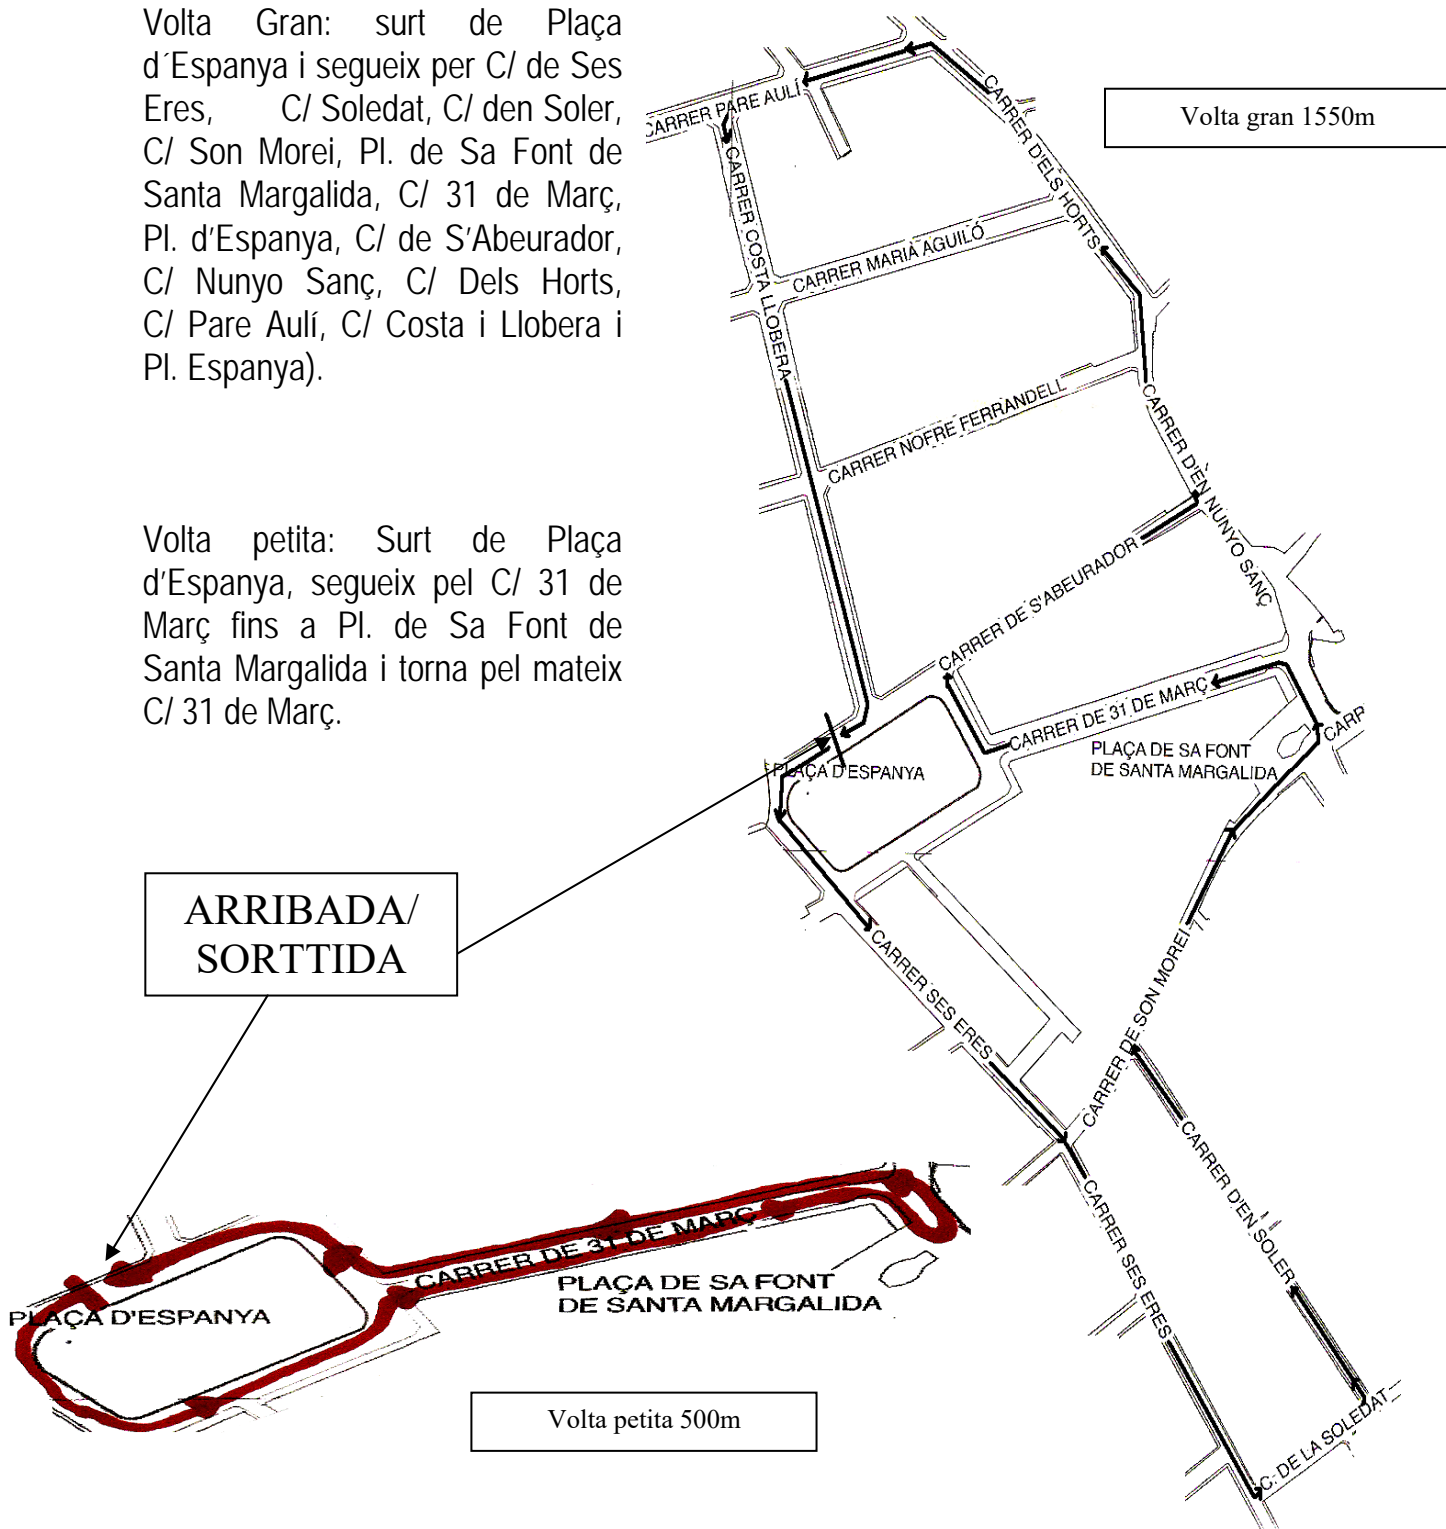 Volta Gran: surt de Plaça
d´Espanya i segueix per C/ de Ses
Eres, C/ Soledat, C/ den Soler,
C/ Son Morei, Pl. de Sa Font de
Santa Margalida, C/ 31 de Març,
Pl. d'Espanya, C/ de S'Abeurador,
C/ Nunyo Sanç, C/ Dels Horts,
C/ Pare Aulí, C/ Costa i Llobera i
Pl. Espanya).
Volta petita: Surt de Plaça
d'Espanya, segueix pel C/ 31 de
Març fins a Pl. de Sa Font de
Santa Margalida i torna pel mateix
C/ 31 de Març.
Volta gran 1550m
CARRER PARE AULÍ
CARRER D'ELS HORTS
CARRER COSTA LLOBERA
CARRER MARIA AGUILÓ
CARRER NOFRE FERRANDELL
CARRER D'EN NUNYO SANÇ
CARRER DE S'ABEURADOR
CARRER DE 31 DE MARÇ
PLAÇA DE SA FONT
DE SANTA MARGALIDA
CARR
PLAÇA D'ESPANYA
ARRIBADA/
SORTTIDA
CARRER SES ERES
CARRER DE SON MOREI
CARRER D'EN SOLER
CARRER SES ERES
C. DE LA SOLEDAT
CARRER DE 31 DE MARÇ
PLAÇA DE SA FONT
DE SANTA MARGALIDA
PLAÇA D'ESPANYA
Volta petita 500m